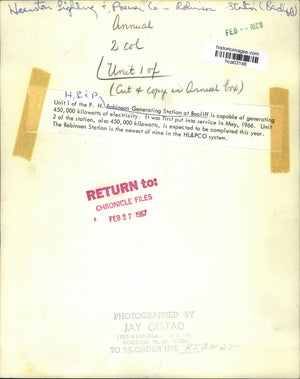 Houston Lighting & Power Co - Robinson Station (Bacliff)
Annual
FEB
2 col
historicimages.com
Unit 1 of
(Cut & copy in Annual box)
H.L.&P.
Unit 1 of the P. H. Robinson Generating Station at Bacliff is capable of generating
450,000 kilowatts of electricity. It was first put into service in May, 1966. Unit
2 of the station, also 450,000 kilowatts, is expected to be completed this year.
The Robinson Station is the newest of nine in the HL&PCO system.
RETURN to:
CHRONICLE FILES
FEB 27 1967
PHOTOGRAPHED BY
JAY OISTAD
HOUSTON, TX.
TO RE-ORDER USE